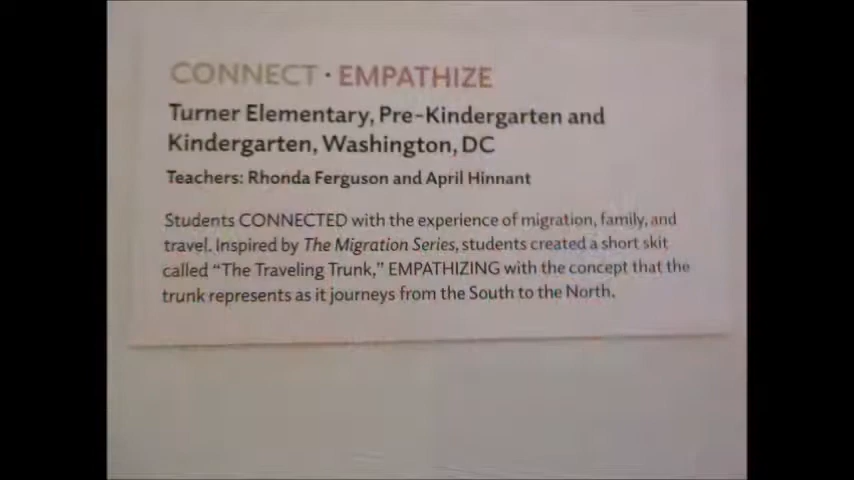 CONNECT · EMPATHIZE
Turner Elementary, Pre-Kindergarten and
Kindergarten, Washington, DC
Teachers: Rhonda Ferguson and April Hinnant
Students CONNECTED with the experience of migration, family, and
travel. Inspired by The Migration Series, students created a short skit
called “The Traveling Trunk,” EMPATHIZING with the concept that the
trunk represents as it journeys from the South to the North.